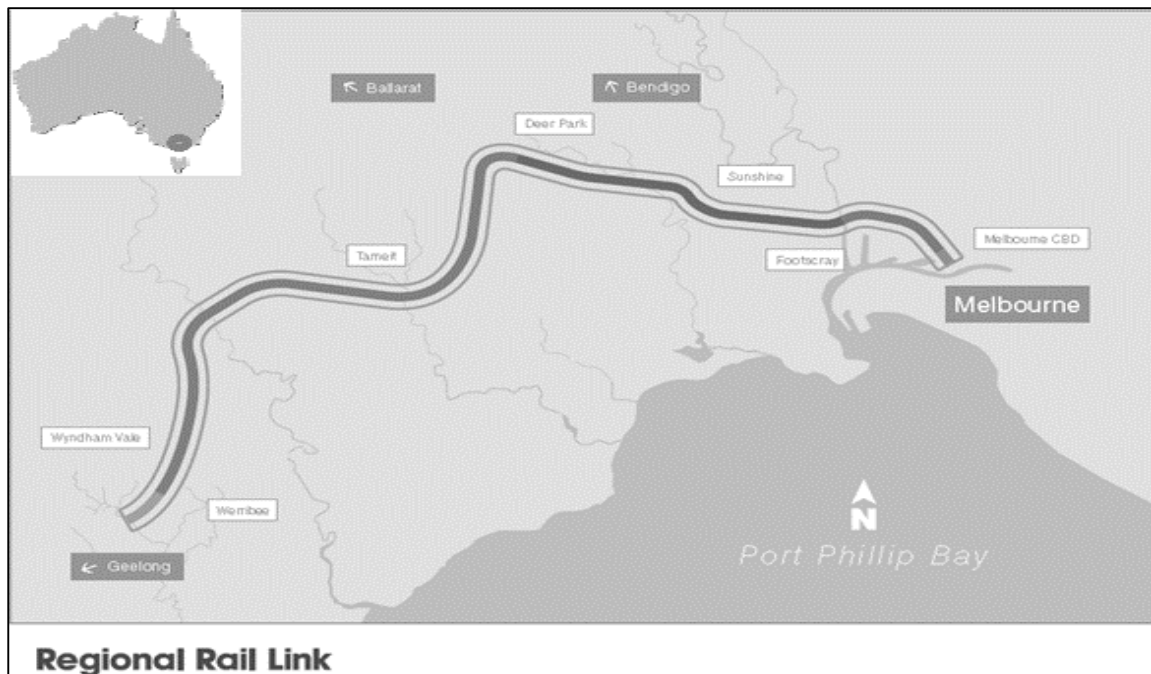 Ballarat
Bendigo
Deer Park
Sunshine
Tarneit
Footscray
Melbourne CBD
Melbourne
Wyndham Vale
Werribee
Geelong
N
Port Phillip Bay
Regional Rail Link